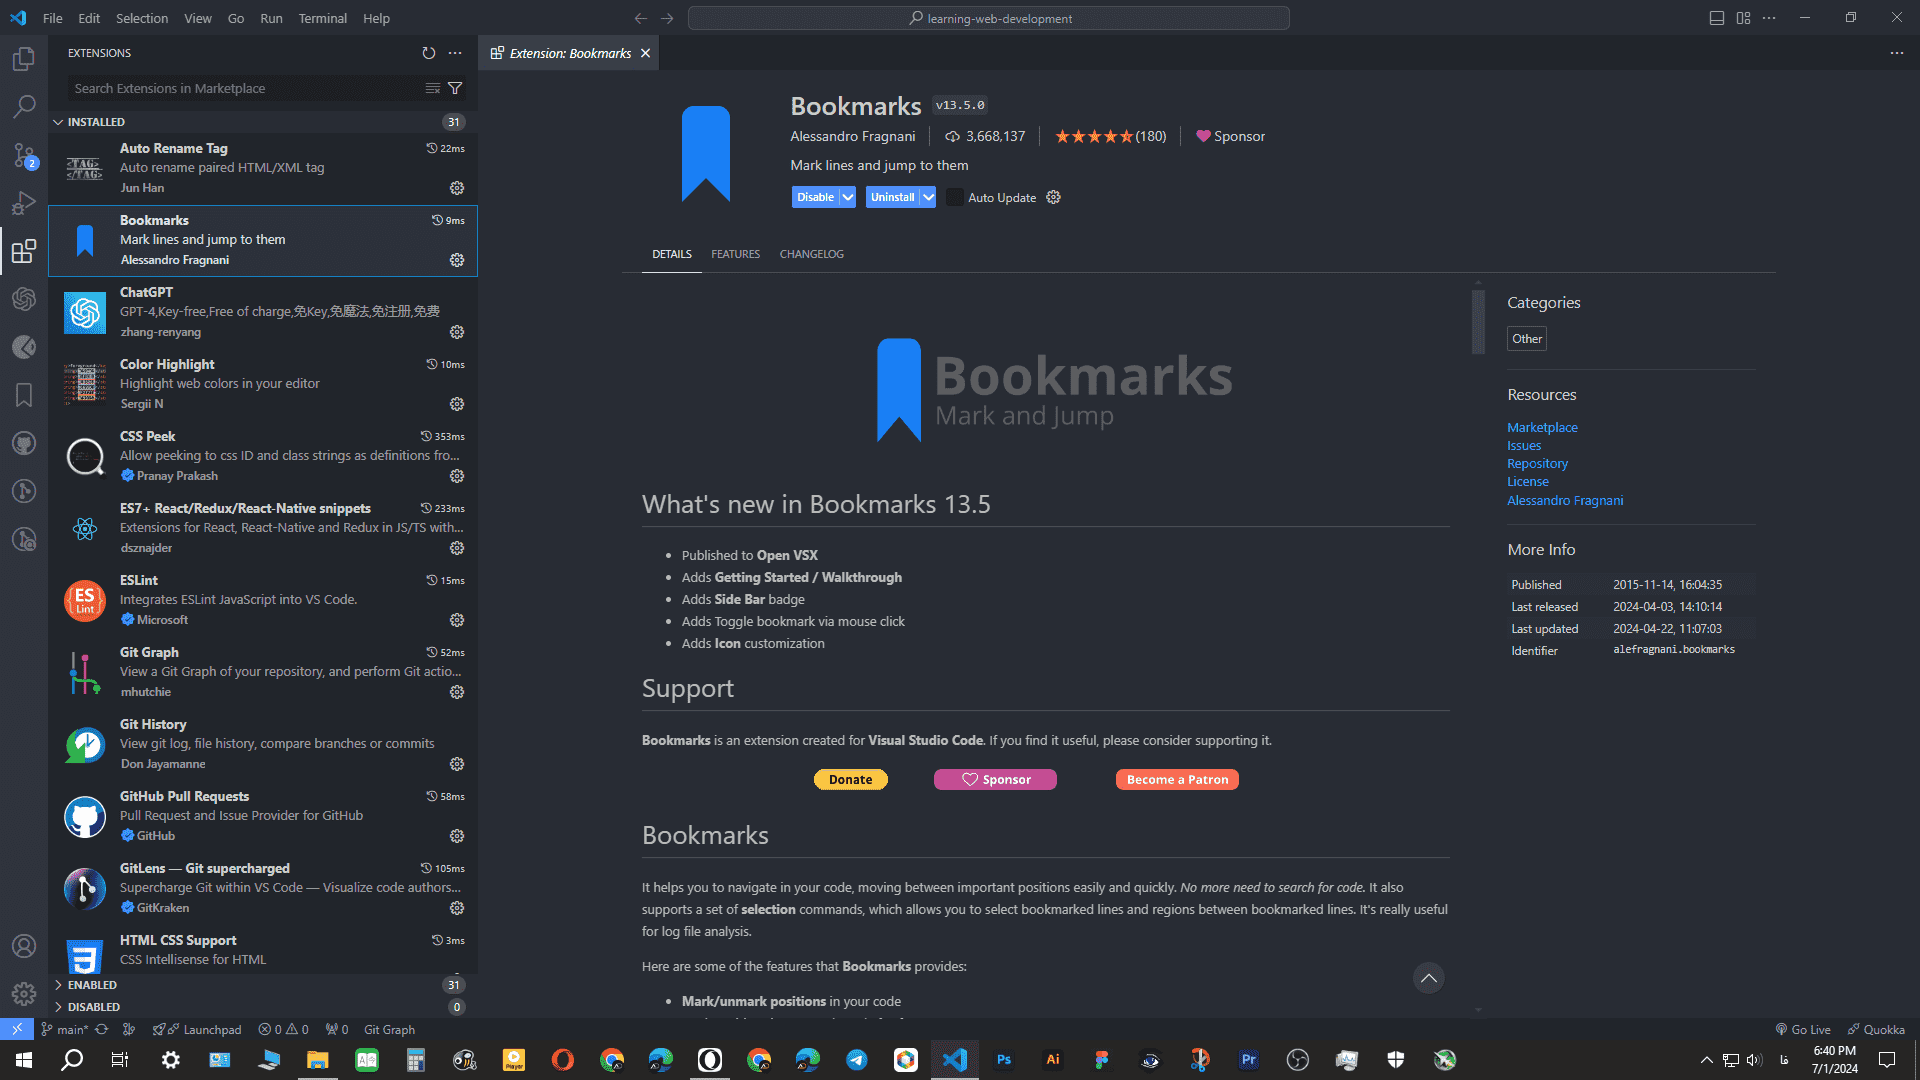 File Edit Selection View Go Run Terminal Help
learning-web-development
EXTENSIONS
Search Extensions in Marketplace
INSTALLED 31
<TAG>
</TAG>
Auto Rename Tag 22ms
Auto rename paired HTML/XML tag
Jun Han
Bookmarks 9ms
Mark lines and jump to them
Alessandro Fragnani
ChatGPT
GPT-4,Key-free,Free of charge,免Key,免魔法,免注册,免费
zhang-renyang
Color Highlight 10ms
Highlight web colors in your editor
Sergii N
CSS Peek 353ms
Allow peeking to css ID and class strings as definitions fro...
Pranay Prakash
ES7+ React/Redux/React-Native snippets 233ms
Extensions for React, React-Native and Redux in JS/TS with...
dsznajder
ES
Lint
ESLint 15ms
Integrates ESLint JavaScript into VS Code.
Microsoft
Git Graph 52ms
View a Git Graph of your repository, and perform Git actio...
mhutchie
Git History
View git log, file history, compare branches or commits
Don Jayamanne
GitHub Pull Requests 58ms
Pull Request and Issue Provider for GitHub
GitHub
GitLens — Git supercharged 105ms
Supercharge Git within VS Code — Visualize code authors...
GitKraken
HTML CSS Support 3ms
CSS Intellisense for HTML
ENABLED 31
DISABLED 0
2
Extension: Bookmarks
Bookmarks v13.5.0
Alessandro Fragnani 3,668,137 (180) Sponsor
Mark lines and jump to them
Disable Uninstall Auto Update
DETAILS FEATURES CHANGELOG
Bookmarks
Mark and Jump
What's new in Bookmarks 13.5
Published to Open VSX
Adds Getting Started / Walkthrough
Adds Side Bar badge
Adds Toggle bookmark via mouse click
Adds Icon customization
Support
Bookmarks is an extension created for Visual Studio Code. If you find it useful, please consider supporting it.
Donate Sponsor Become a Patron
Bookmarks
It helps you to navigate in your code, moving between important positions easily and quickly. No more need to search for code. It also
supports a set of selection commands, which allows you to select bookmarked lines and regions between bookmarked lines. It's really useful
for log file analysis.
Here are some of the features that Bookmarks provides:
Mark/unmark positions in your code
Categories
Other
Resources
Marketplace
Issues
Repository
License
Alessandro Fragnani
More Info
Published 2015-11-14, 16:04:35
Last released 2024-04-03, 14:10:14
Last updated 2024-04-22, 11:07:03
Identifier alefragnani.bookmarks
main* Launchpad 0 0 0 Git Graph Go Live Quokka
Player Ps Ai Pr
فا
6:40 PM
7/1/2024